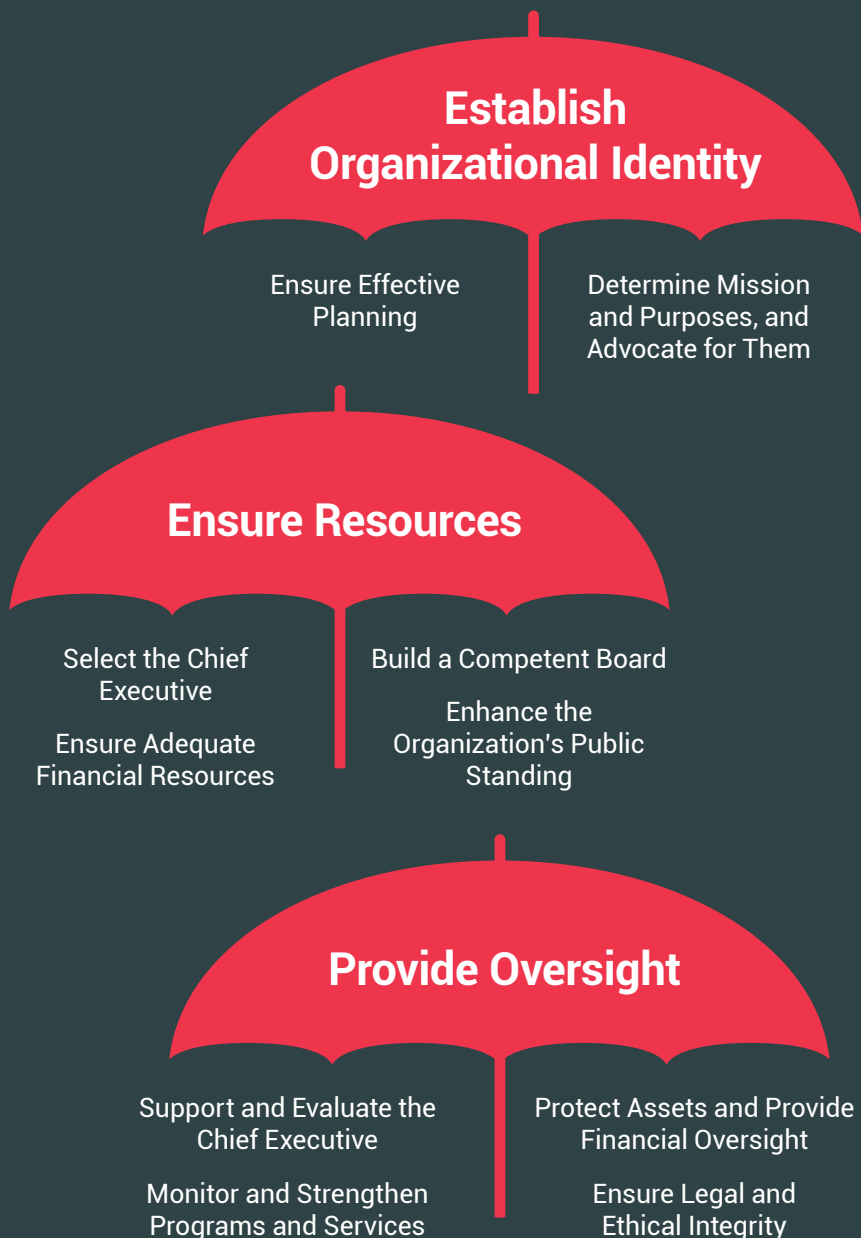 Establish
Organizational Identity
Ensure Effective
Planning
Determine Mission
and Purposes, and
Advocate for Them
Ensure Resources
Select the Chief
Executive
Ensure Adequate
Financial Resources
Build a Competent Board
Enhance the
Organization's Public
Standing
Provide Oversight
Support and Evaluate the
Chief Executive
Monitor and Strengthen
Programs and Services
Protect Assets and Provide
Financial Oversight
Ensure Legal and
Ethical Integrity